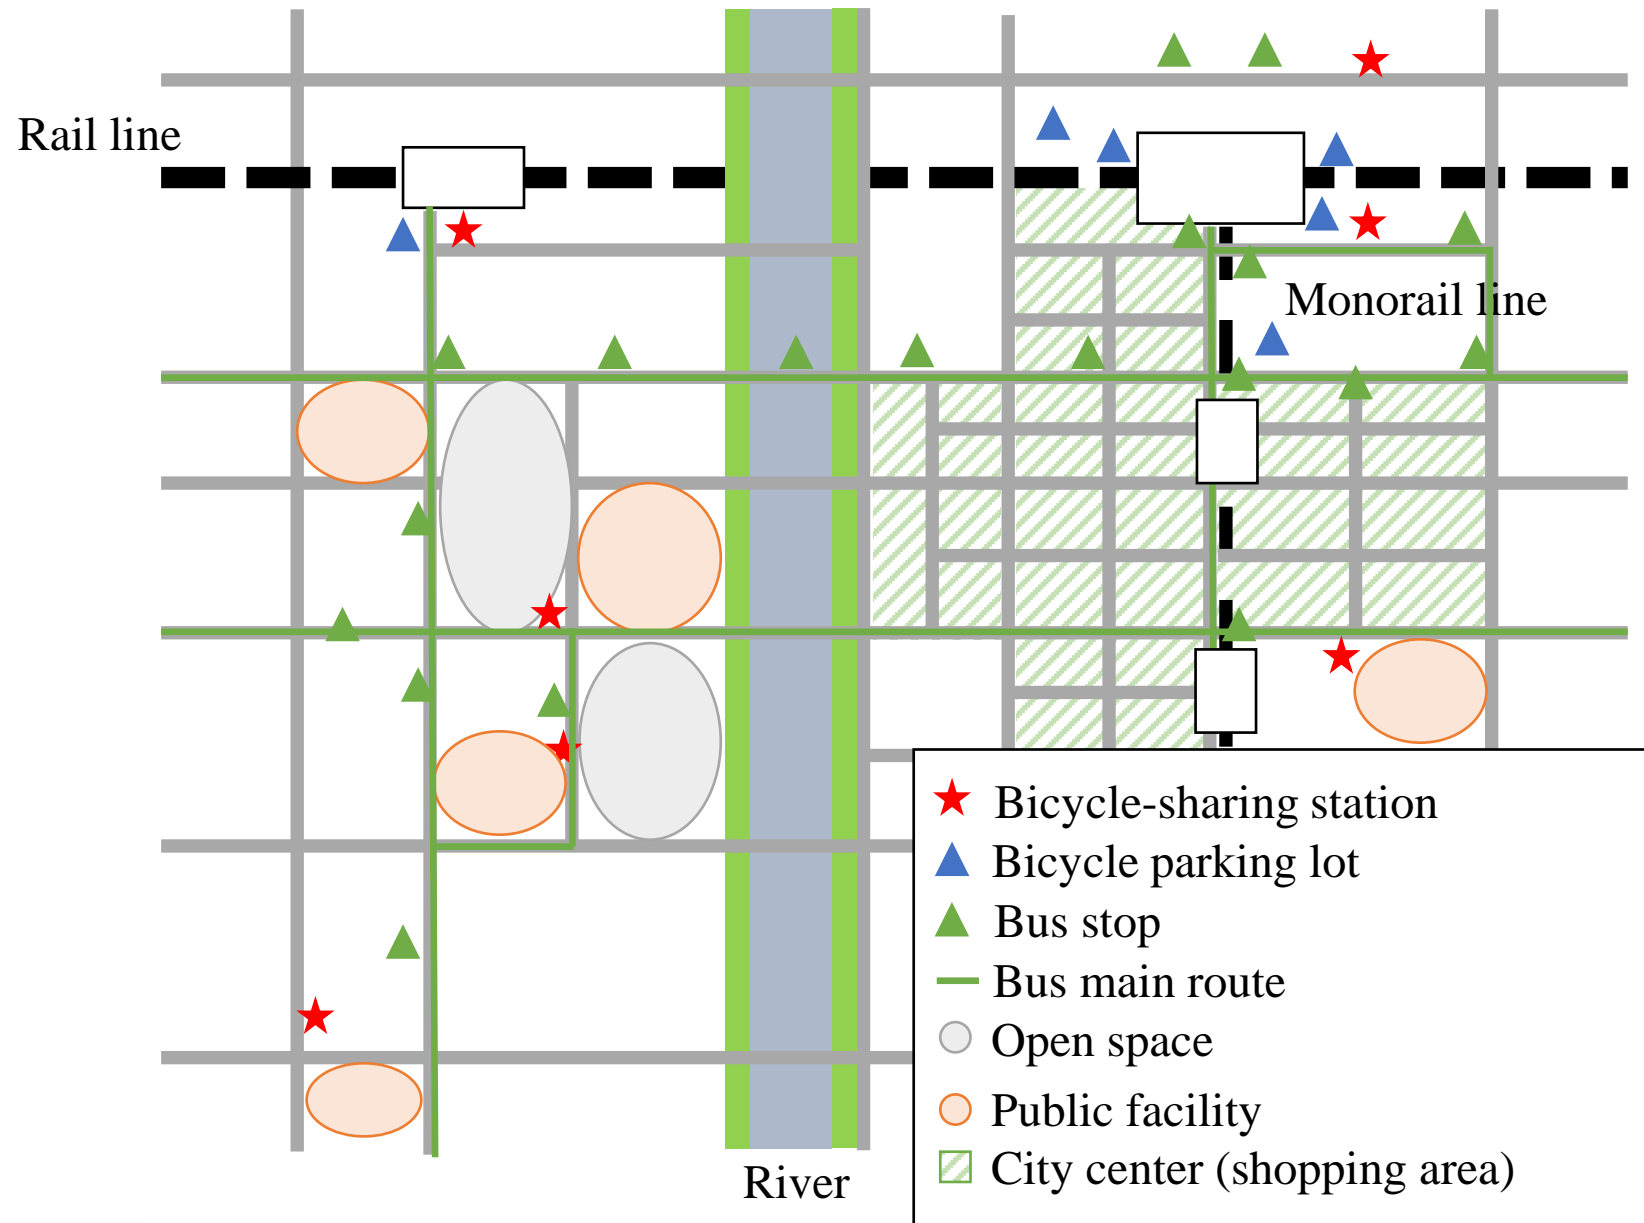 Rail line
Monorail line
Bicycle-sharing station
Bicycle parking lot
Bus stop
Bus main route
Open space
Public facility
City center (shopping area)
River